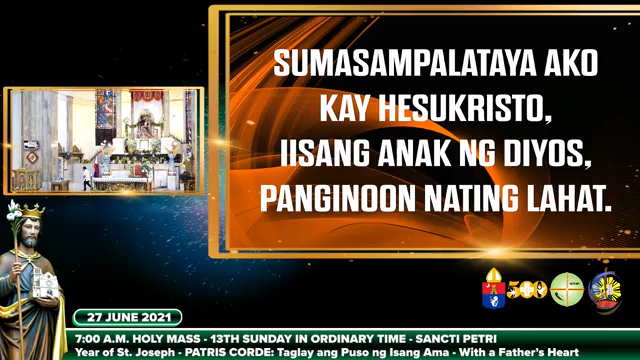 SUMASAMPALATAYA AKO
KAY HESUKRISTO,
IISANG ANAK NG DIYOS,
PANGINOON NATING LAHAT.
500
27 JUNE 2021
7:00 A.M. HOLY MASS - 13TH SUNDAY IN ORDINARY TIME - SANCTI PETRI
Year of St. Joseph - PATRIS CORDE: Taglay ang Puso ng Isang Ama - With a Father's Heart